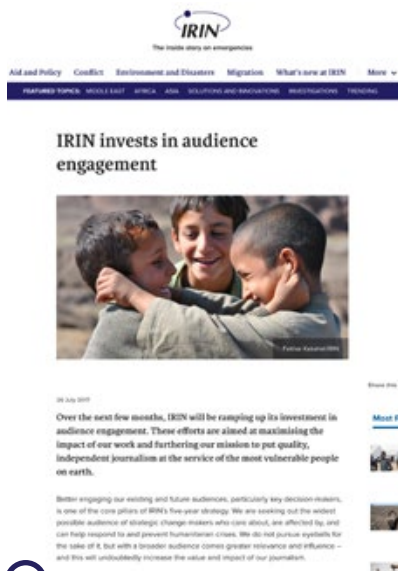 IRIN
The inside story on emergencies
Aid and Policy Conflict Environment and Disasters Migration What's new at IRIN More
FEATURED TOPICS: MIDDLE EAST AFRICA ASIA SOLUTIONS AND INNOVATIONS INVESTIGATIONS TRENDING
IRIN invests in audience
engagement
Share this
26 July 2017
Over the next few months, IRIN will be ramping up its investment in
audience engagement. These efforts are aimed at maximising the
impact of our work and furthering our mission to put quality,
independent journalism at the service of the most vulnerable people
on earth.
Most
Better engaging our existing and future audiences, particularly key decision-makers,
is one of the core pillars of IRIN's five-year strategy. We are seeking out the widest
possible audience of strategic change makers who care about, are affected by, and
can help respond to and prevent humanitarian crises. We do not pursue eyeballs for
the sake of it, but with a broader audience comes greater relevance and influence –
and this will undoubtedly increase the value and impact of our journalism.